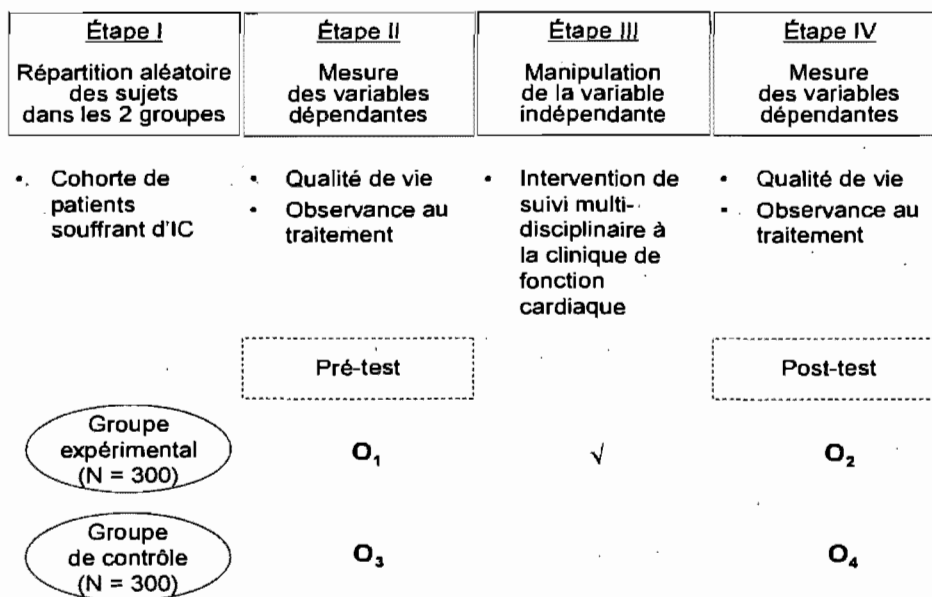 Étape I
Répartition aléatoire
des sujets
dans les 2 groupes
Étape II
Mesure
des variables
dépendantes
Étape III
Manipulation
de la variable
indépendante
Étape IV
Mesure
des variables
dépendantes
• Cohorte de
patients
souffrant d'IC
• Qualité de vie
• Observance au
traitement
• Intervention de
suivi multi-
disciplinaire à
la clinique de
fonction
cardiaque
• Qualité de vie
• Observance au
traitement
Pré-test
Post-test
Groupe
expérimental
(N = 300)
O₁
√
O₂
Groupe
de contrôle
(N = 300)
O₃
O₄